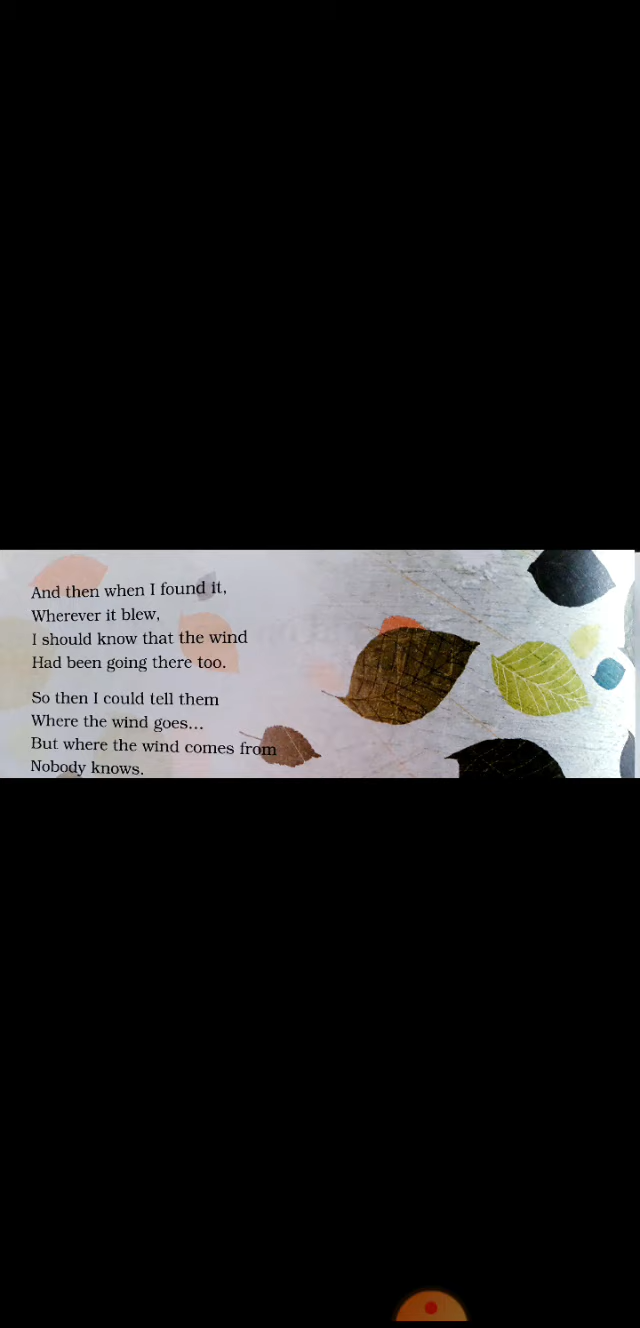 And then when I found it,
Wherever it blew,
I should know that the wind
Had been going there too.
So then I could tell them
Where the wind goes...
But where the wind comes from
Nobody knows.